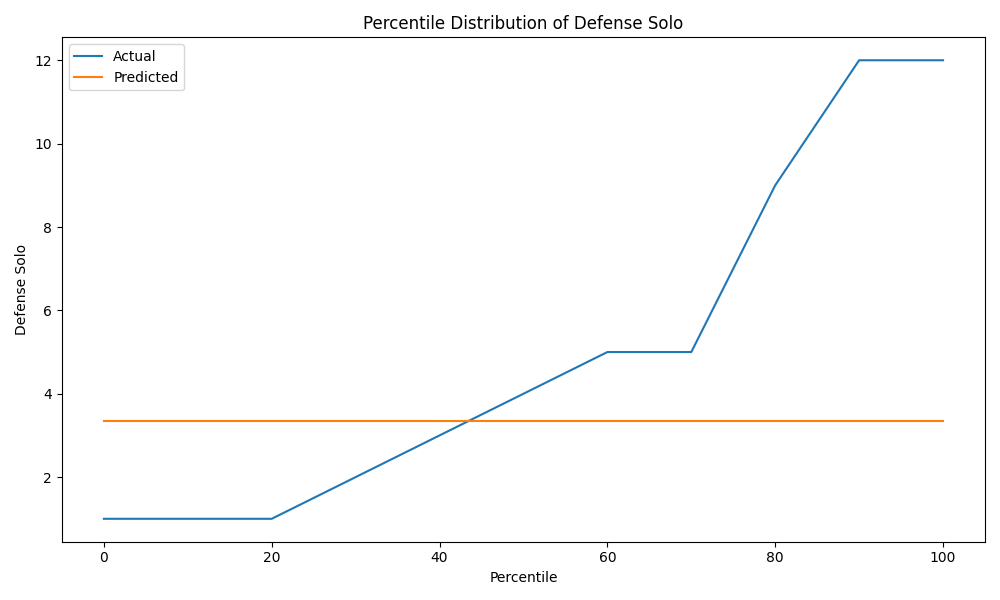 Percentile Distribution of Defense Solo
Actual
Predicted
12
10
8
6
4
2
Defense Solo
0 20 40 60 80 100
Percentile